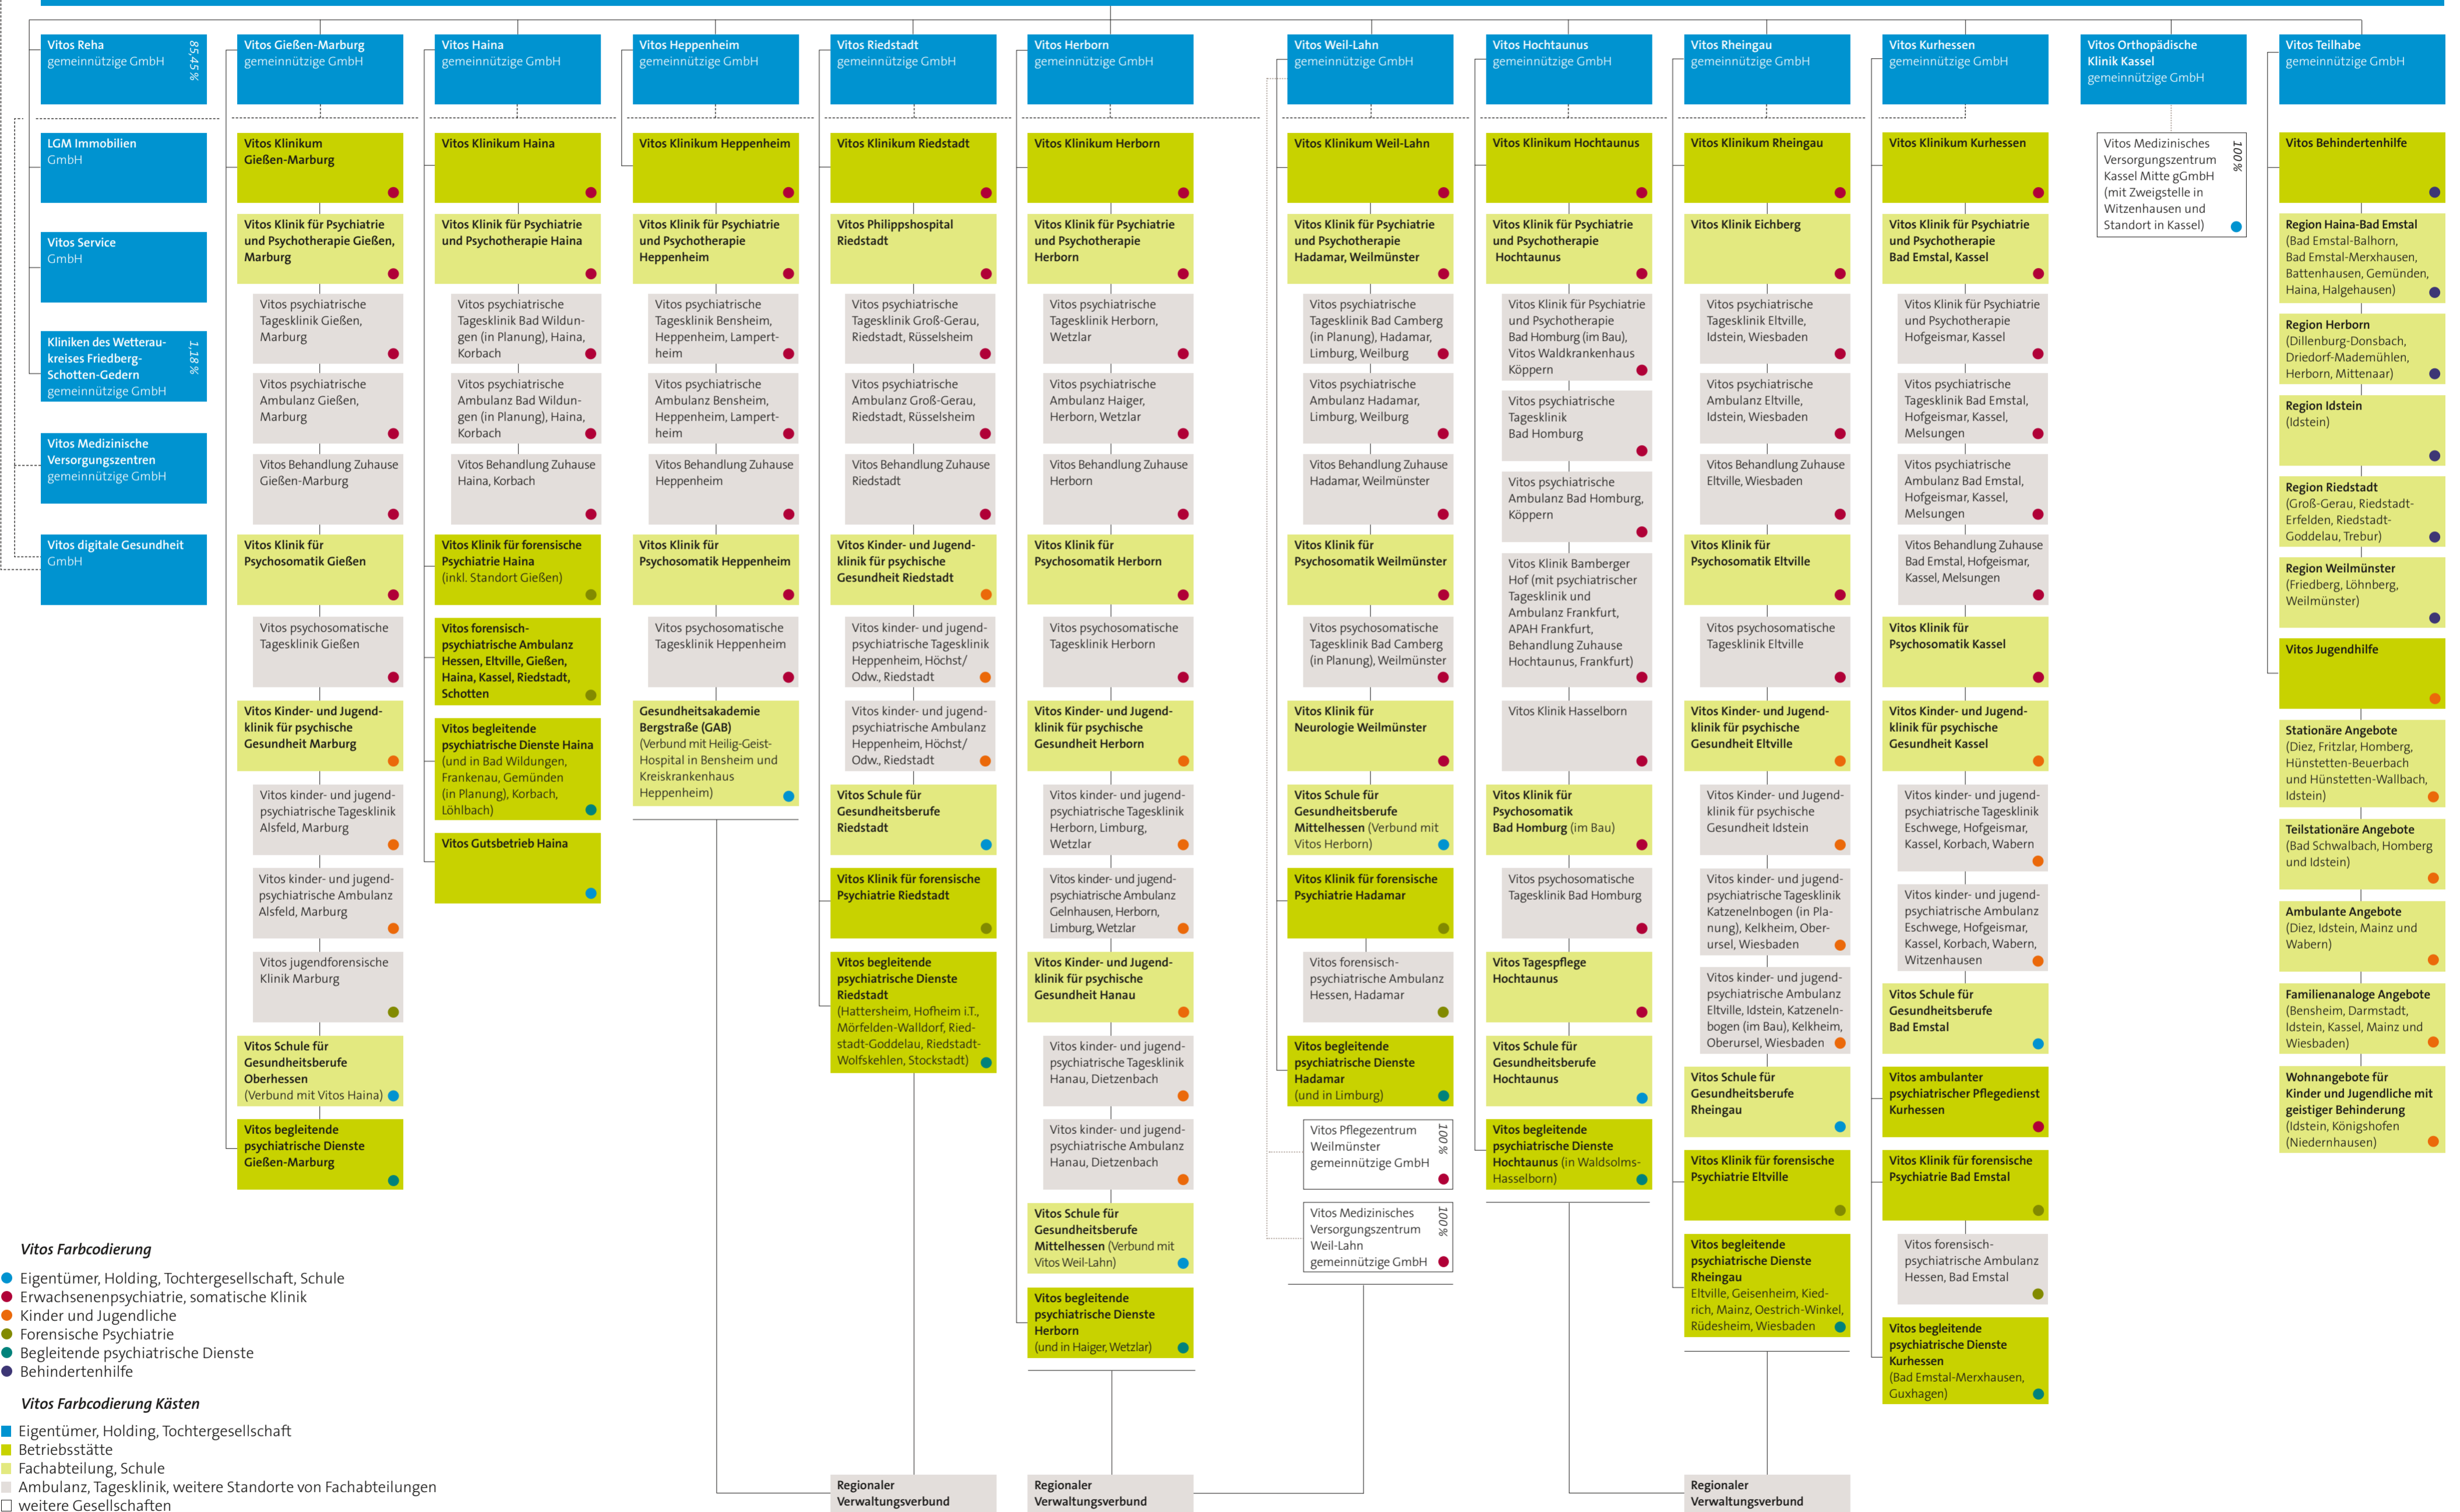 Vitos Reha
gemeinnützige GmbH
85,45 %
LGM Immobilien
GmbH
Vitos Service
GmbH
Kliniken des Wetterau-
kreises Friedberg-
Schotten-Gedern
gemeinnützige GmbH
1,18 %
Vitos Medizinische
Versorgungszentren
gemeinnützige GmbH
Vitos digitale Gesundheit
GmbH
Vitos Gießen-Marburg
gemeinnützige GmbH
Vitos Klinikum
Gießen-Marburg
Vitos Klinik für Psychiatrie
und Psychotherapie Gießen,
Marburg
Vitos psychiatrische
Tagesklinik Gießen,
Marburg
Vitos psychiatrische
Ambulanz Gießen,
Marburg
Vitos Behandlung Zuhause
Gießen-Marburg
Vitos Klinik für
Psychosomatik Gießen
Vitos psychosomatische
Tagesklinik Gießen
Vitos Kinder- und Jugend-
klinik für psychische
Gesundheit Marburg
Vitos kinder- und jugend-
psychiatrische Tagesklinik
Alsfeld, Marburg
Vitos kinder- und jugend-
psychiatrische Ambulanz
Alsfeld, Marburg
Vitos jugendforensische
Klinik Marburg
Vitos Schule für
Gesundheitsberufe
Oberhessen
(Verbund mit Vitos Haina)
Vitos begleitende
psychiatrische Dienste
Gießen-Marburg
Vitos Haina
gemeinnützige GmbH
Vitos Klinikum Haina
Vitos Klinik für Psychiatrie
und Psychotherapie Haina
Vitos psychiatrische
Tagesklinik Bad Wildun-
gen (in Planung), Haina,
Korbach
Vitos psychiatrische
Ambulanz Bad Wildun-
gen (in Planung), Haina,
Korbach
Vitos Behandlung Zuhause
Haina, Korbach
Vitos Klinik für forensische
Psychiatrie Haina
(inkl. Standort Gießen)
Vitos forensisch-
psychiatrische Ambulanz
Hessen, Eltville, Gießen,
Haina, Kassel, Riedstadt,
Schotten
Vitos begleitende
psychiatrische Dienste Haina
(und in Bad Wildungen,
Frankenau, Gemünden
(in Planung), Korbach,
Löhlbach)
Vitos Gutsbetrieb Haina
Vitos Heppenheim
gemeinnützige GmbH
Vitos Klinikum Heppenheim
Vitos Klinik für Psychiatrie
und Psychotherapie
Heppenheim
Vitos psychiatrische
Tagesklinik Bensheim,
Heppenheim, Lampert-
heim
Vitos psychiatrische
Ambulanz Bensheim,
Heppenheim, Lampert-
heim
Vitos Behandlung Zuhause
Heppenheim
Vitos Klinik für
Psychosomatik Heppenheim
Vitos psychosomatische
Tagesklinik Heppenheim
Gesundheitsakademie
Bergstraße (GAB)
(Verbund mit Heilig-Geist-
Hospital in Bensheim und
Kreiskrankenhaus
Heppenheim)
Vitos Riedstadt
gemeinnützige GmbH
Vitos Klinikum Riedstadt
Vitos Philippshospital
Riedstadt
Vitos psychiatrische
Tagesklinik Groß-Gerau,
Riedstadt, Rüsselsheim
Vitos psychiatrische
Ambulanz Groß-Gerau,
Riedstadt, Rüsselsheim
Vitos Behandlung Zuhause
Riedstadt
Vitos Kinder- und Jugend-
klinik für psychische
Gesundheit Riedstadt
Vitos kinder- und jugend-
psychiatrische Tagesklinik
Heppenheim, Höchst/
Odw., Riedstadt
Vitos kinder- und jugend-
psychiatrische Ambulanz
Heppenheim, Höchst/
Odw., Riedstadt
Vitos Schule für
Gesundheitsberufe
Riedstadt
Vitos Klinik für forensische
Psychiatrie Riedstadt
Vitos begleitende
psychiatrische Dienste
Riedstadt
(Hattersheim, Hofheim i.T.,
Mörfelden-Walldorf, Ried-
stadt-Goddelau, Riedstadt-
Wolfskehlen, Stockstadt)
Regionaler
Verwaltungsverbund
Vitos Herborn
gemeinnützige GmbH
Vitos Klinikum Herborn
Vitos Klinik für Psychiatrie
und Psychotherapie
Herborn
Vitos psychiatrische
Tagesklinik Herborn,
Wetzlar
Vitos psychiatrische
Ambulanz Haiger,
Herborn, Wetzlar
Vitos Behandlung Zuhause
Herborn
Vitos Klinik für
Psychosomatik Herborn
Vitos psychosomatische
Tagesklinik Herborn
Vitos Kinder- und Jugend-
klinik für psychische
Gesundheit Herborn
Vitos kinder- und jugend-
psychiatrische Tagesklinik
Herborn, Limburg,
Wetzlar
Vitos kinder- und jugend-
psychiatrische Ambulanz
Gelnhausen, Herborn,
Limburg, Wetzlar
Vitos Kinder- und Jugend-
klinik für psychische
Gesundheit Hanau
Vitos kinder- und jugend-
psychiatrische Tagesklinik
Hanau, Dietzenbach
Vitos kinder- und jugend-
psychiatrische Ambulanz
Hanau, Dietzenbach
Vitos Schule für
Gesundheitsberufe
Mittelhessen (Verbund mit
Vitos Weil-Lahn)
Vitos begleitende
psychiatrische Dienste
Herborn
(und in Haiger, Wetzlar)
Regionaler
Verwaltungsverbund
Vitos Weil-Lahn
gemeinnützige GmbH
Vitos Klinikum Weil-Lahn
Vitos Klinik für Psychiatrie
und Psychotherapie
Hadamar, Weilmünster
Vitos psychiatrische
Tagesklinik Bad Camberg
(in Planung), Hadamar,
Limburg, Weilburg
Vitos psychiatrische
Ambulanz Hadamar,
Limburg, Weilburg
Vitos Behandlung Zuhause
Hadamar, Weilmünster
Vitos Klinik für
Psychosomatik Weilmünster
Vitos psychosomatische
Tagesklinik Bad Camberg
(in Planung), Weilmünster
Vitos Klinik für
Neurologie Weilmünster
Vitos Schule für
Gesundheitsberufe
Mittelhessen (Verbund mit
Vitos Herborn)
Vitos Klinik für forensische
Psychiatrie Hadamar
Vitos forensisch-
psychiatrische Ambulanz
Hessen, Hadamar
Vitos begleitende
psychiatrische Dienste
Hadamar
(und in Limburg)
Vitos Pflegezentrum
Weilmünster
gemeinnützige GmbH
100%
Vitos Medizinisches
Versorgungszentrum
Weil-Lahn
gemeinnützige GmbH
100%
Vitos Hochtaunus
gemeinnützige GmbH
Vitos Klinikum Hochtaunus
Vitos Klinik für Psychiatrie
und Psychotherapie
Hochtaunus
Vitos Klinik für Psychiatrie
und Psychotherapie
Bad Homburg (im Bau),
Vitos Waldkrankenhaus
Köppern
Vitos psychiatrische
Tagesklinik
Bad Homburg
Vitos psychiatrische
Ambulanz Bad Homburg,
Köppern
Vitos Klinik Bamberger
Hof (mit psychiatrischer
Tagesklinik und
Ambulanz Frankfurt,
APAH Frankfurt,
Behandlung Zuhause
Hochtaunus, Frankfurt)
Vitos Klinik Hasselborn
Vitos Klinik für
Psychosomatik
Bad Homburg (im Bau)
Vitos psychosomatische
Tagesklinik Bad Homburg
Vitos Tagespflege
Hochtaunus
Vitos Schule für
Gesundheitsberufe
Hochtaunus
Vitos begleitende
psychiatrische Dienste
Hochtaunus (in Waldsolms-
Hasselborn)
Vitos Rheingau
gemeinnützige GmbH
Vitos Klinikum Rheingau
Vitos Klinik Eichberg
Vitos psychiatrische
Tagesklinik Eltville,
Idstein, Wiesbaden
Vitos psychiatrische
Ambulanz Eltville,
Idstein, Wiesbaden
Vitos Behandlung Zuhause
Eltville, Wiesbaden
Vitos Klinik für
Psychosomatik Eltville
Vitos psychosomatische
Tagesklinik Eltville
Vitos Kinder- und Jugend-
klinik für psychische
Gesundheit Eltville
Vitos Kinder- und Jugend-
klinik für psychische
Gesundheit Idstein
Vitos kinder- und jugend-
psychiatrische Tagesklinik
Katzenelnbogen (in Pla-
nung), Kelkheim, Ober-
ursel, Wiesbaden
Vitos kinder- und jugend-
psychiatrische Ambulanz
Eltville, Idstein, Katzeneln-
bogen (im Bau), Kelkheim,
Oberursel, Wiesbaden
Vitos Schule für
Gesundheitsberufe
Rheingau
Vitos Klinik für forensische
Psychiatrie Eltville
Vitos begleitende
psychiatrische Dienste
Rheingau
Eltville, Geisenheim, Kied-
rich, Mainz, Oestrich-Winkel,
Rüdesheim, Wiesbaden
Regionaler
Verwaltungsverbund
Vitos Kurhessen
gemeinnützige GmbH
Vitos Klinikum Kurhessen
Vitos Klinik für Psychiatrie
und Psychotherapie
Bad Emstal, Kassel
Vitos Klinik für Psychiatrie
und Psychotherapie
Hofgeismar, Kassel
Vitos psychiatrische
Tagesklinik Bad Emstal,
Hofgeismar, Kassel,
Melsungen
Vitos psychiatrische
Ambulanz Bad Emstal,
Hofgeismar, Kassel,
Melsungen
Vitos Behandlung Zuhause
Bad Emstal, Hofgeismar,
Kassel, Melsungen
Vitos Klinik für
Psychosomatik Kassel
Vitos Kinder- und Jugend-
klinik für psychische
Gesundheit Kassel
Vitos kinder- und jugend-
psychiatrische Tagesklinik
Eschwege, Hofgeismar,
Kassel, Korbach, Wabern
Vitos kinder- und jugend-
psychiatrische Ambulanz
Eschwege, Hofgeismar,
Kassel, Korbach, Wabern,
Witzenhausen
Vitos Schule für
Gesundheitsberufe
Bad Emstal
Vitos ambulanter
psychiatrischer Pflegedienst
Kurhessen
Vitos Klinik für forensische
Psychiatrie Bad Emstal
Vitos forensisch-
psychiatrische Ambulanz
Hessen, Bad Emstal
Vitos begleitende
psychiatrische Dienste
Kurhessen
(Bad Emstal-Merxhausen,
Guxhagen)
Vitos Orthopädische
Klinik Kassel
gemeinnützige GmbH
Vitos Medizinisches
Versorgungszentrum
Kassel Mitte gGmbH
(mit Zweigstelle in
Witzenhausen und
Standort in Kassel)
100%
Vitos Teilhabe
gemeinnützige GmbH
Vitos Behindertenhilfe
Region Haina-Bad Emstal
(Bad Emstal-Balhorn,
Bad Emstal-Merxhausen,
Battenhausen, Gemünden,
Haina, Halgehausen)
Region Herborn
(Dillenburg-Donsbach,
Driedorf-Mademühlen,
Herborn, Mittenaar)
Region Idstein
(Idstein)
Region Riedstadt
(Groß-Gerau, Riedstadt-
Erfelden, Riedstadt-
Goddelau, Trebur)
Region Weilmünster
(Friedberg, Löhnberg,
Weilmünster)
Vitos Jugendhilfe
Stationäre Angebote
(Diez, Fritzlar, Homberg,
Hünstetten-Beuerbach
und Hünstetten-Wallbach,
Idstein)
Teilstationäre Angebote
(Bad Schwalbach, Homberg
und Idstein)
Ambulante Angebote
(Diez, Idstein, Mainz und
Wabern)
Familienanaloge Angebote
(Bensheim, Darmstadt,
Idstein, Kassel, Mainz und
Wiesbaden)
Wohnangebote für
Kinder und Jugendliche mit
geistiger Behinderung
(Idstein, Königshofen
(Niedernhausen)
Vitos Farbcodierung
Eigentümer, Holding, Tochtergesellschaft, Schule
Erwachsenenpsychiatrie, somatische Klinik
Kinder und Jugendliche
Forensische Psychiatrie
Begleitende psychiatrische Dienste
Behindertenhilfe
Vitos Farbcodierung Kästen
Eigentümer, Holding, Tochtergesellschaft
Betriebsstätte
Fachabteilung, Schule
Ambulanz, Tagesklinik, weitere Standorte von Fachabteilungen
weitere Gesellschaften